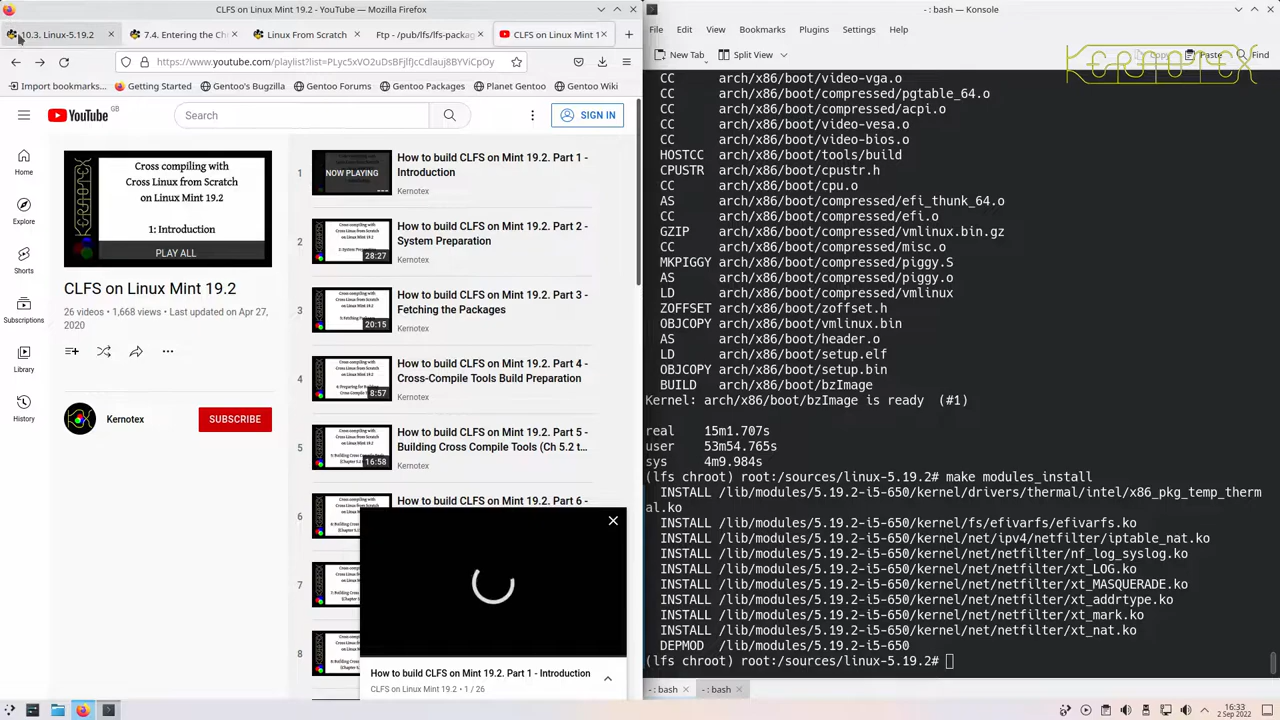 CLFS on Linux Mint 19.2 - YouTube — Mozilla Firefox
10.3. Linux-5.19.2
7.4. Entering the Ch
Linux From Scratch
Ftp - /pub/lfs/lfs-packag
CLFS on Linux Mint 1
https://www.youtube.com/playlist?list=
Import bookmarks...
Getting Started
Gentoo's Bugzilla
Gentoo Forums
Gentoo Packages
Planet Gentoo
Gentoo Wiki
YouTube GB
Search
SIGN IN
Home
Explore
Shorts
Subscriptions
Library
History
Cross compiling with
Cross Linux from Scratch
on Linux Mint 19.2
1: Introduction
PLAY ALL
CLFS on Linux Mint 19.2
26 videos • 1,668 views • Last updated on Apr 27,
2020
Kernotex
SUBSCRIBE
1
NOW PLAYING
How to build CLFS on Mint 19.2. Part 1 -
Introduction
Kernotex
2
28:27
How to build CLFS on Mint 19.2. Part 2 -
System Preparation
Kernotex
3
20:15
How to build CLFS on Mint 19.2. Part 3 -
Fetching the Packages
Kernotex
4
8:57
How to build CLFS on Mint 19.2. Part 4 -
Cross-Compile Tools Build Preparation
Kernotex
5
16:58
How to build CLFS on Mint 19.2. Part 5 -
Building Cross Compile Tools (Ch 5.2 t...
Kernotex
6
How to build CLFS on Mint 19.2. Part 6 -
7
8
How to build CLFS on Mint 19.2. Part 1 - Introduction
CLFS on Linux Mint 19.2 • 1 / 26
- : bash — Konsole
File Edit View Bookmarks Plugins Settings Help
New Tab Split View Copy Paste Find
KERNOTEX
CC arch/x86/boot/video-vga.o
CC arch/x86/boot/compressed/pgtable_64.o
CC arch/x86/boot/compressed/acpi.o
CC arch/x86/boot/video-vesa.o
CC arch/x86/boot/video-bios.o
HOSTCC arch/x86/boot/tools/build
CPUSTR arch/x86/boot/cpustr.h
CC arch/x86/boot/cpu.o
AS arch/x86/boot/compressed/efi_thunk_64.o
CC arch/x86/boot/compressed/efi.o
GZIP arch/x86/boot/compressed/vmlinux.bin.gz
CC arch/x86/boot/compressed/misc.o
MKPIGGY arch/x86/boot/compressed/piggy.S
AS arch/x86/boot/compressed/piggy.o
LD arch/x86/boot/compressed/vmlinux
ZOFFSET arch/x86/boot/zoffset.h
OBJCOPY arch/x86/boot/vmlinux.bin
AS arch/x86/boot/header.o
LD arch/x86/boot/setup.elf
OBJCOPY arch/x86/boot/setup.bin
BUILD arch/x86/boot/bzImage
Kernel: arch/x86/boot/bzImage is ready (#1)
real 15m1.707s
user 53m54.665s
sys 4m9.984s
(lfs chroot) root:/sources/linux-5.19.2# make modules_install
INSTALL /lib/modules/5.19.2-i5-650/kernel/drivers/thermal/intel/x86_pkg_temp_therm
al.ko
INSTALL /lib/modules/5.19.2-i5-650/kernel/fs/efivarfs/efivarfs.ko
INSTALL /lib/modules/5.19.2-i5-650/kernel/net/ipv4/netfilter/iptable_nat.ko
INSTALL /lib/modules/5.19.2-i5-650/kernel/net/netfilter/nf_log_syslog.ko
INSTALL /lib/modules/5.19.2-i5-650/kernel/net/netfilter/xt_LOG.ko
INSTALL /lib/modules/5.19.2-i5-650/kernel/net/netfilter/xt_MASQUERADE.ko
INSTALL /lib/modules/5.19.2-i5-650/kernel/net/netfilter/xt_addrtype.ko
INSTALL /lib/modules/5.19.2-i5-650/kernel/net/netfilter/xt_mark.ko
INSTALL /lib/modules/5.19.2-i5-650/kernel/net/netfilter/xt_nat.ko
DEPMOD /lib/modules/5.19.2-i5-650
(lfs chroot) root:/sources/linux-5.19.2#
- : bash
- : bash
16:33
2 Sep 2022